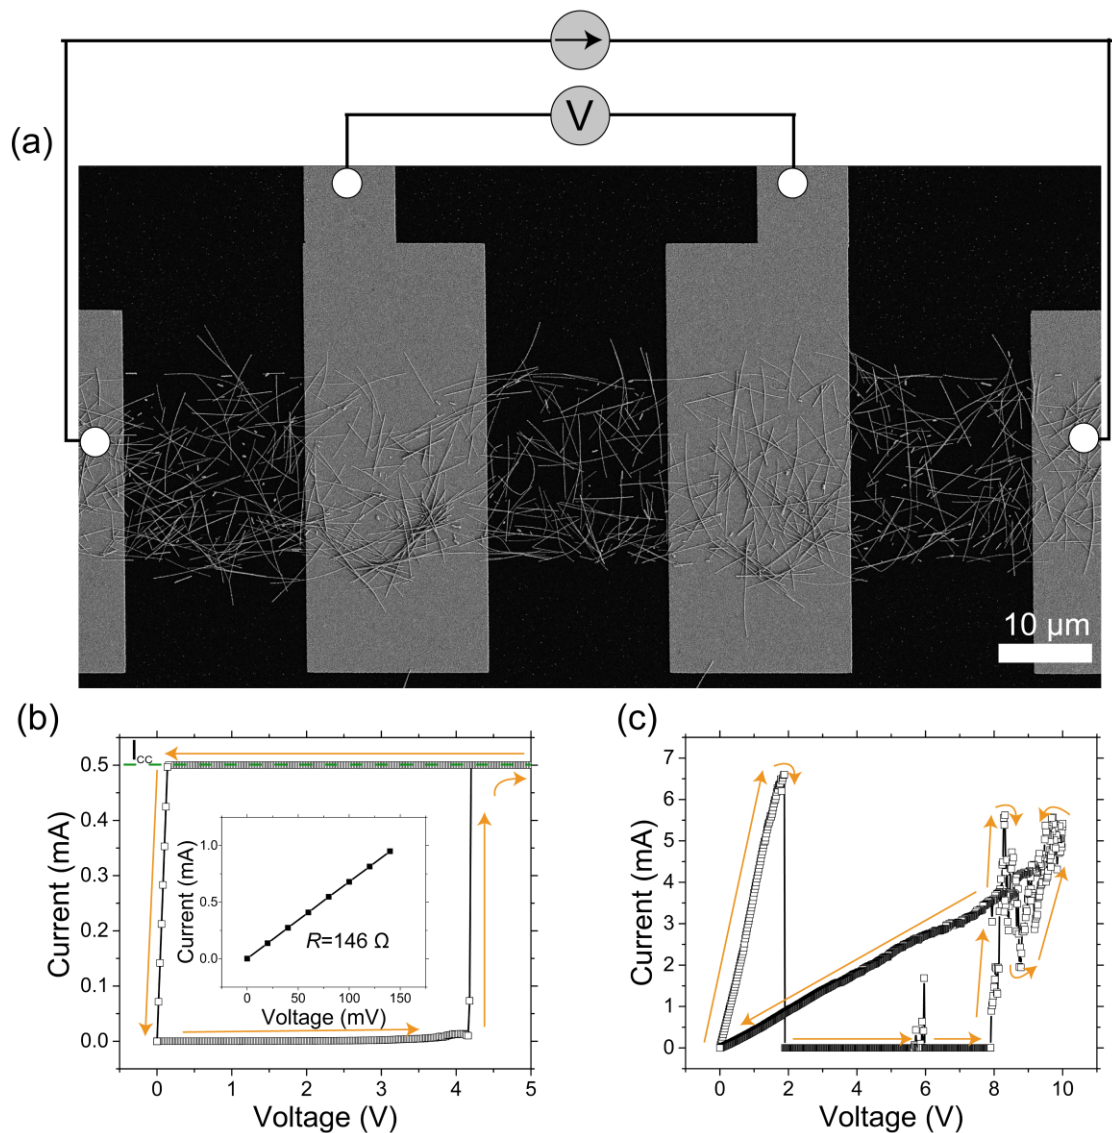 V
(a)
10 μm
(b)
(c)
I_CC
0.5
0.4
0.3
0.2
0.1
0.0
Current (mA)
0 1 2 3 4 5
Voltage (V)
1.0
0.5
0.0
Current (mA)
R=146 Ω
0 50 100 150
Voltage (mV)
7
6
5
4
3
2
1
0
Current (mA)
0 2 4 6 8 10
Voltage (V)